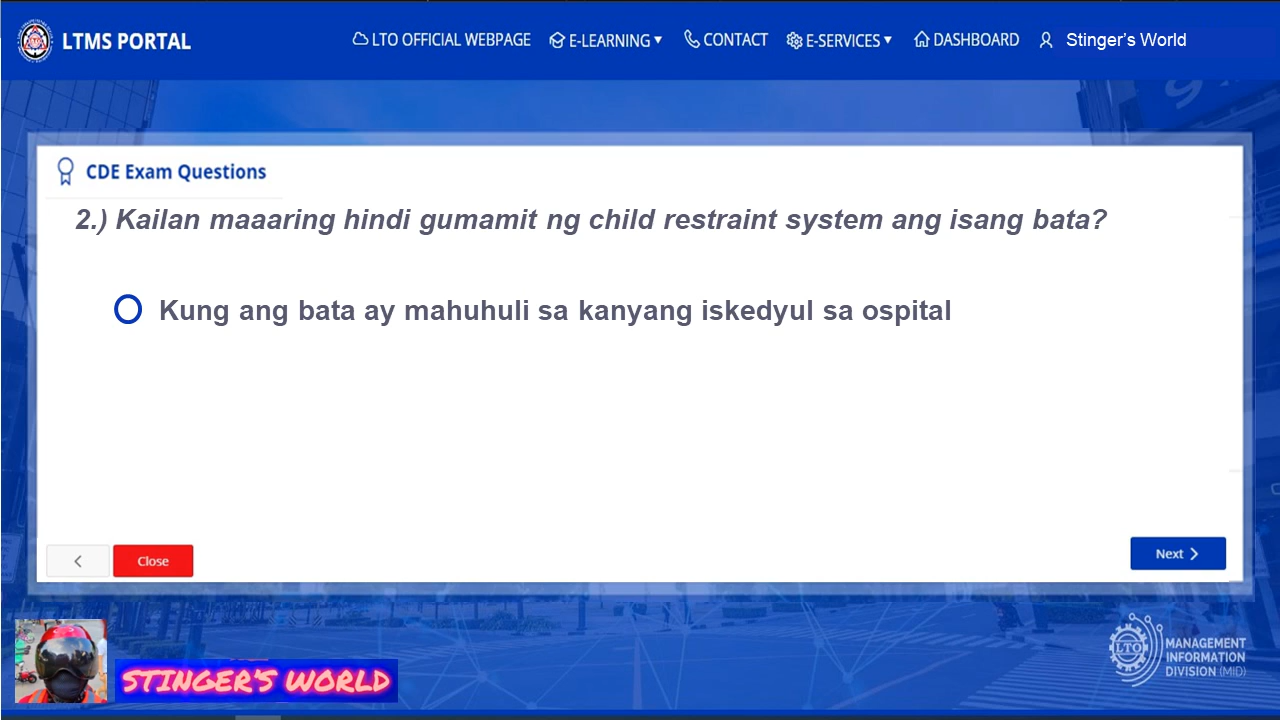 LTMS PORTAL
LTO OFFICIAL WEBPAGE E-LEARNING CONTACT E-SERVICES DASHBOARD Stinger's World
CDE Exam Questions
2.) Kailan maaaring hindi gumamit ng child restraint system ang isang bata?
Kung ang bata ay mahuhuli sa kanyang iskedyul sa ospital
Close
Next
STINGER'S WORLD
LTO
MANAGEMENT
INFORMATION
DIVISION (MID)